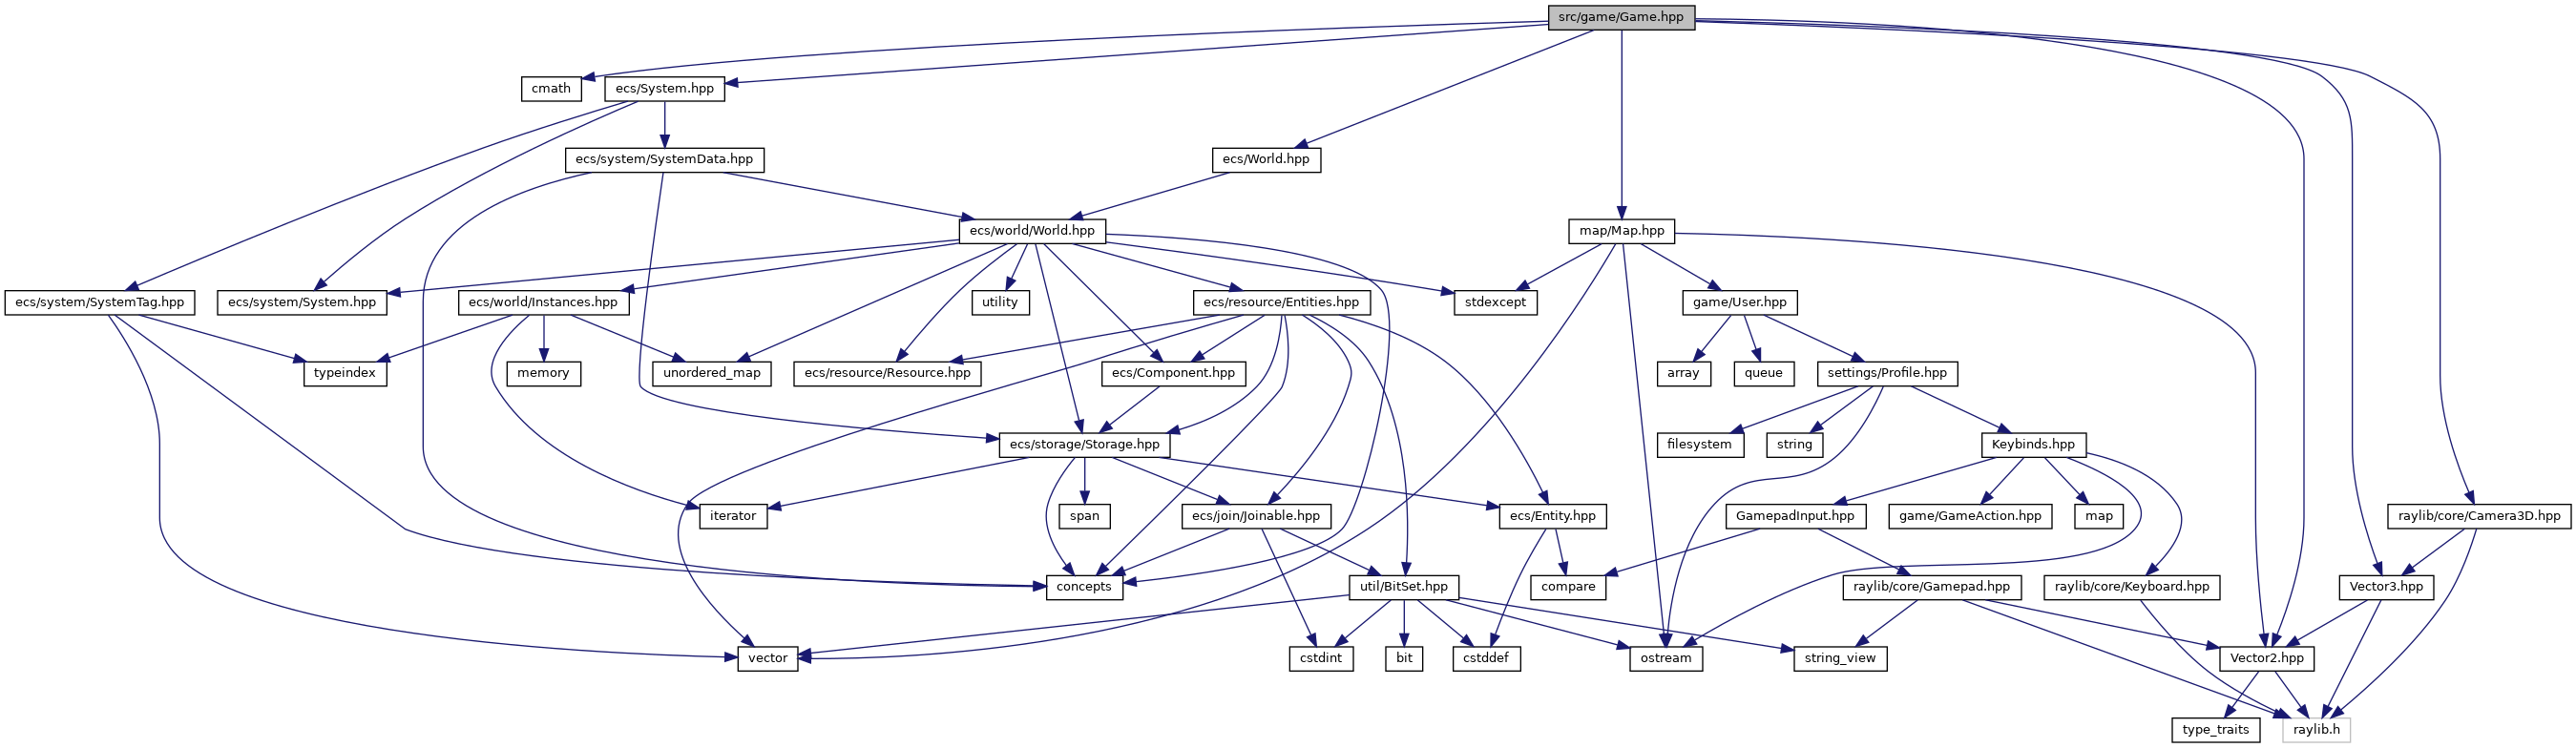 src/game/Game.hpp
cmath
ecs/System.hpp
ecs/system/SystemData.hpp
ecs/World.hpp
ecs/world/World.hpp
map/Map.hpp
ecs/system/SystemTag.hpp
ecs/system/System.hpp
ecs/world/Instances.hpp
utility
ecs/resource/Entities.hpp
stdexcept
game/User.hpp
typeindex
memory
unordered_map
ecs/resource/Resource.hpp
ecs/Component.hpp
array
queue
settings/Profile.hpp
ecs/storage/Storage.hpp
filesystem
string
Keybinds.hpp
iterator
span
ecs/join/Joinable.hpp
ecs/Entity.hpp
GamepadInput.hpp
game/GameAction.hpp
map
raylib/core/Camera3D.hpp
concepts
util/BitSet.hpp
compare
raylib/core/Gamepad.hpp
raylib/core/Keyboard.hpp
Vector3.hpp
vector
cstdint
bit
cstddef
ostream
string_view
Vector2.hpp
type_traits
raylib.h